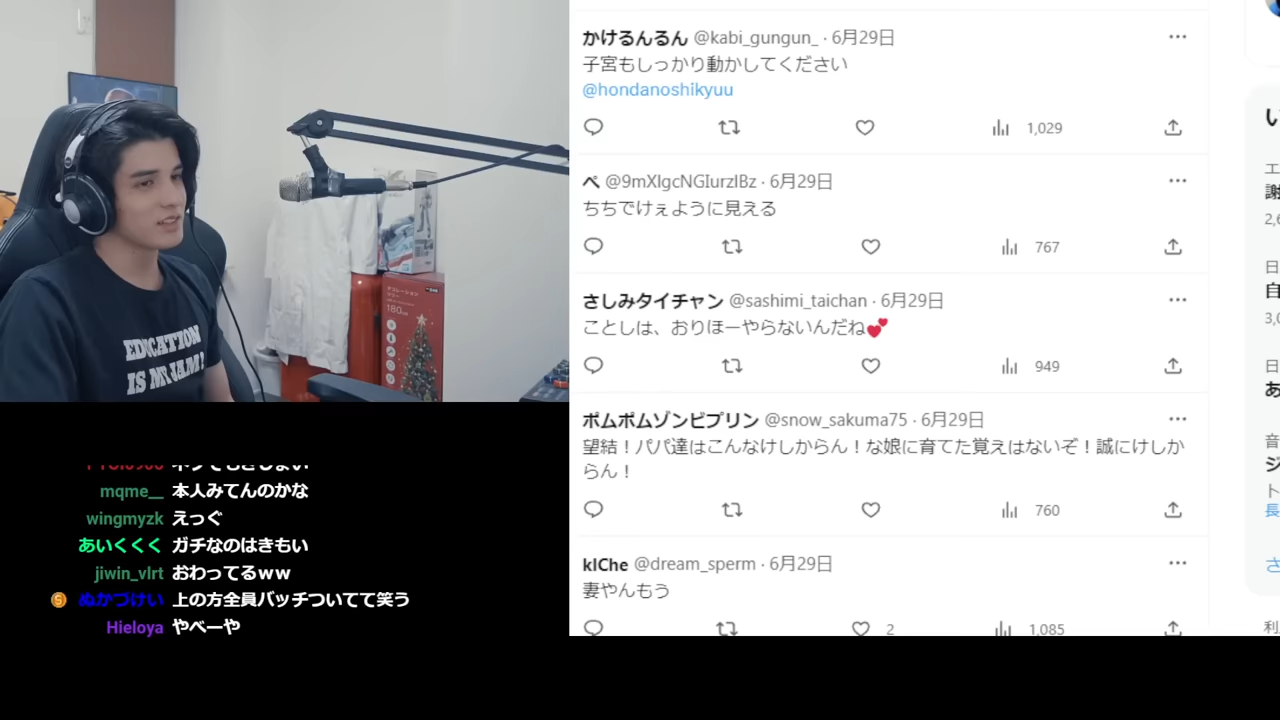 EDUCATION
IS MY JAM!
180
mqme__ 本人みてんのかな
wingmyzk えっぐ
あいくくく ガチなのはきもい
jiwin_vlrt おわってるｗｗ
ぬかづけい 上の方全員バッチついてて笑う
Hieloya やべーや
かけるんるん @kabi_gungun_ · 6月29日
子宮もしっかり動かしてください
@hondanoshikyuu
1,029
ペ @9mXIgcNGIurzIBz · 6月29日
ちちでけぇように見える
767
さしみタイチャン @sashimi_taichan · 6月29日
ことしは、おりほーやらないんだね💕
949
ポムポムゾンビプリン @snow_sakuma75 · 6月29日
望結！パパ達はこんなけしからん！な娘に育てた覚えはないぞ！誠にけしか
らん！
760
klChe @dream_sperm · 6月29日
妻やんもう
2 1,085